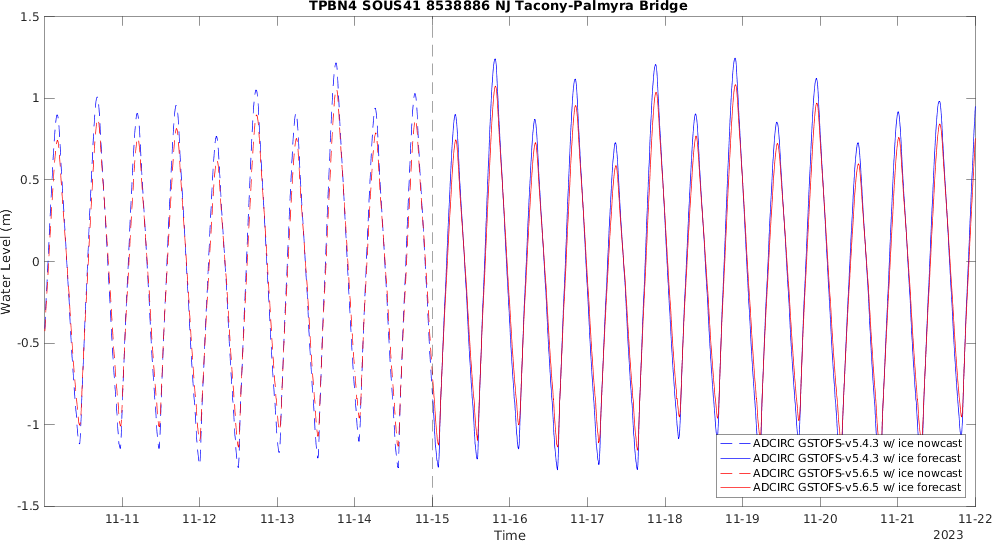 TPBN4 SOUS41 8538886 NJ Tacony-Palmyra Bridge
1.5
1
0.5
0
-0.5
-1
-1.5
Water Level (m)
ADCIRC GSTOFS-v5.4.3 w/ ice nowcast
ADCIRC GSTOFS-v5.4.3 w/ ice forecast
ADCIRC GSTOFS-v5.6.5 w/ ice nowcast
ADCIRC GSTOFS-v5.6.5 w/ ice forecast
11-11 11-12 11-13 11-14 11-15 11-16 11-17 11-18 11-19 11-20 11-21 11-22
Time
2023